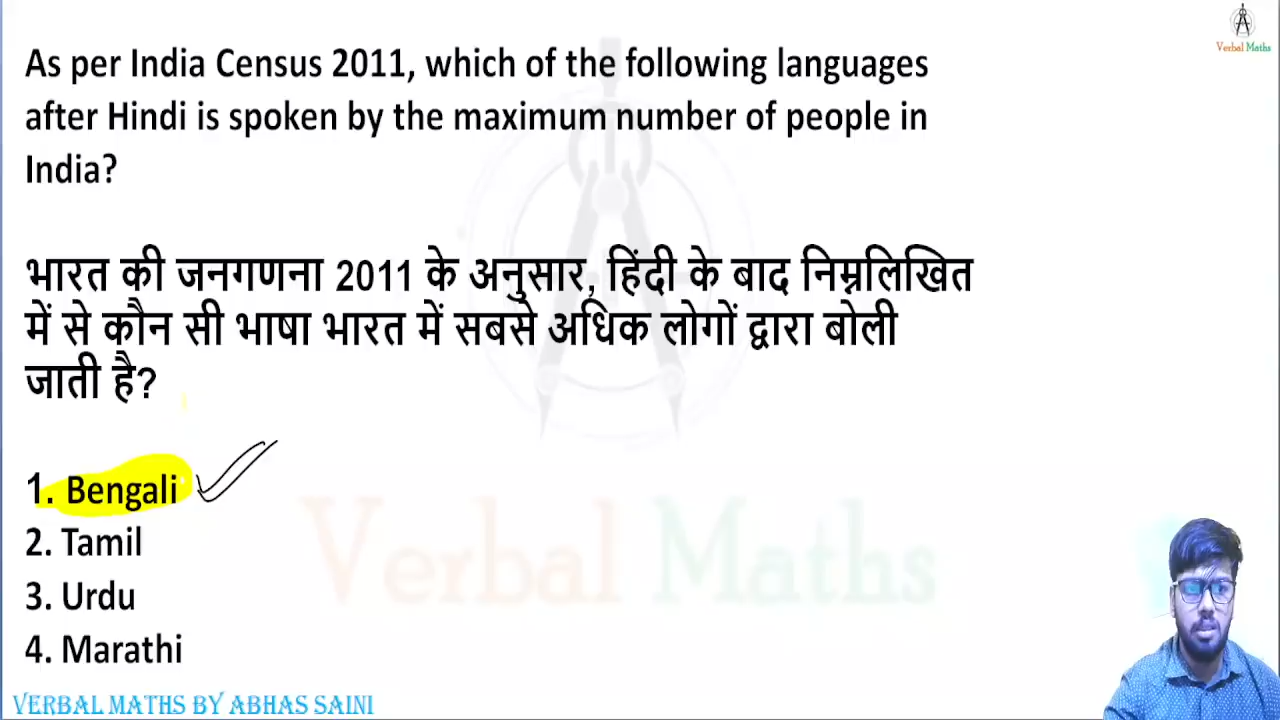 Verbal Maths
As per India Census 2011, which of the following languages
after Hindi is spoken by the maximum number of people in
India?
भारत की जनगणना 2011 के अनुसार, हिंदी के बाद निम्नलिखित
में से कौन सी भाषा भारत में सबसे अधिक लोगों द्वारा बोली
जाती है?
1. Bengali
2. Tamil
3. Urdu
4. Marathi
Verbal Maths
VERBAL MATHS BY ABHAS SAINI